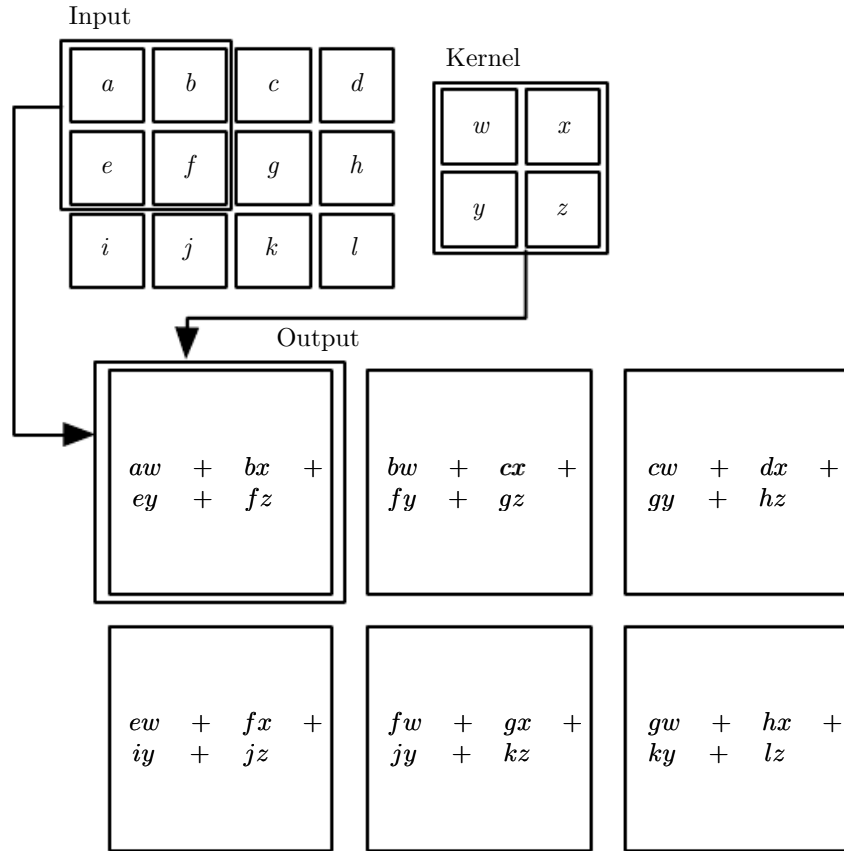 Input
a b c d
e f g h
i j k l
Kernel
w x
y z
Output
aw + bx +
ey + fz
bw + cx +
fy + gz
cw + dx +
gy + hz
ew + fx +
iy + jz
fw + gx +
jy + kz
gw + hx +
ky + lz